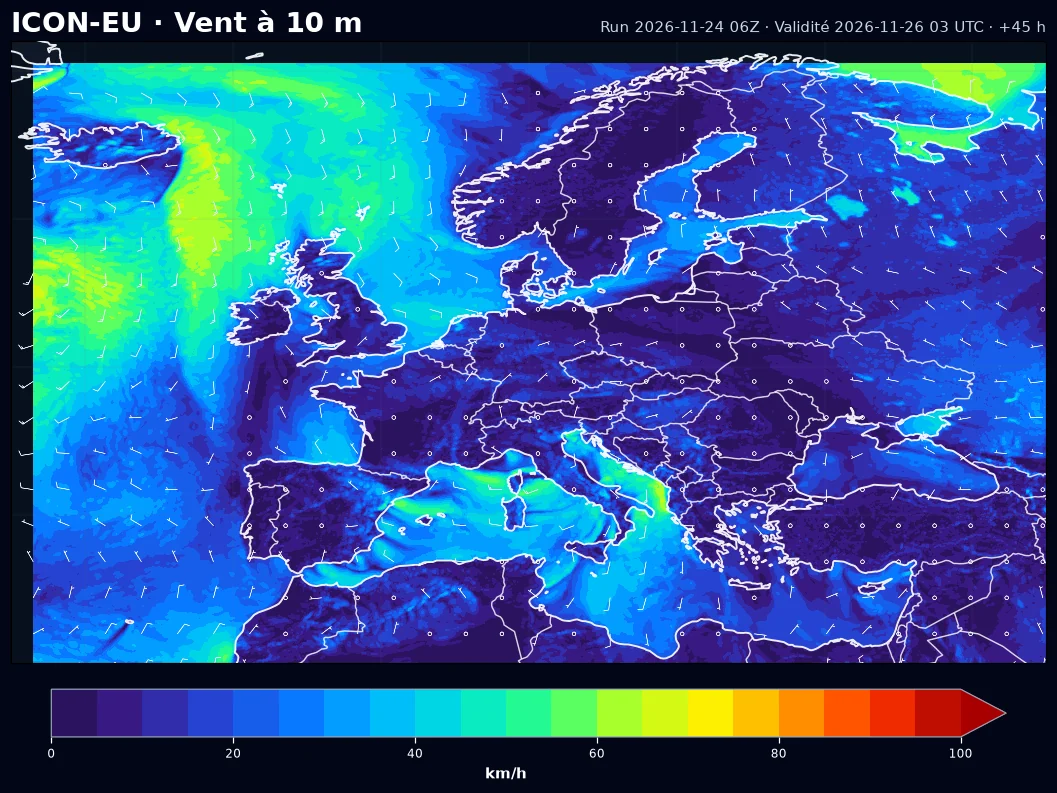 ICON-EU · Vent à 10 m
Run 2026-11-24 06Z · Validité 2026-11-26 03 UTC · +45 h
0 20 40 60 80 100
km/h